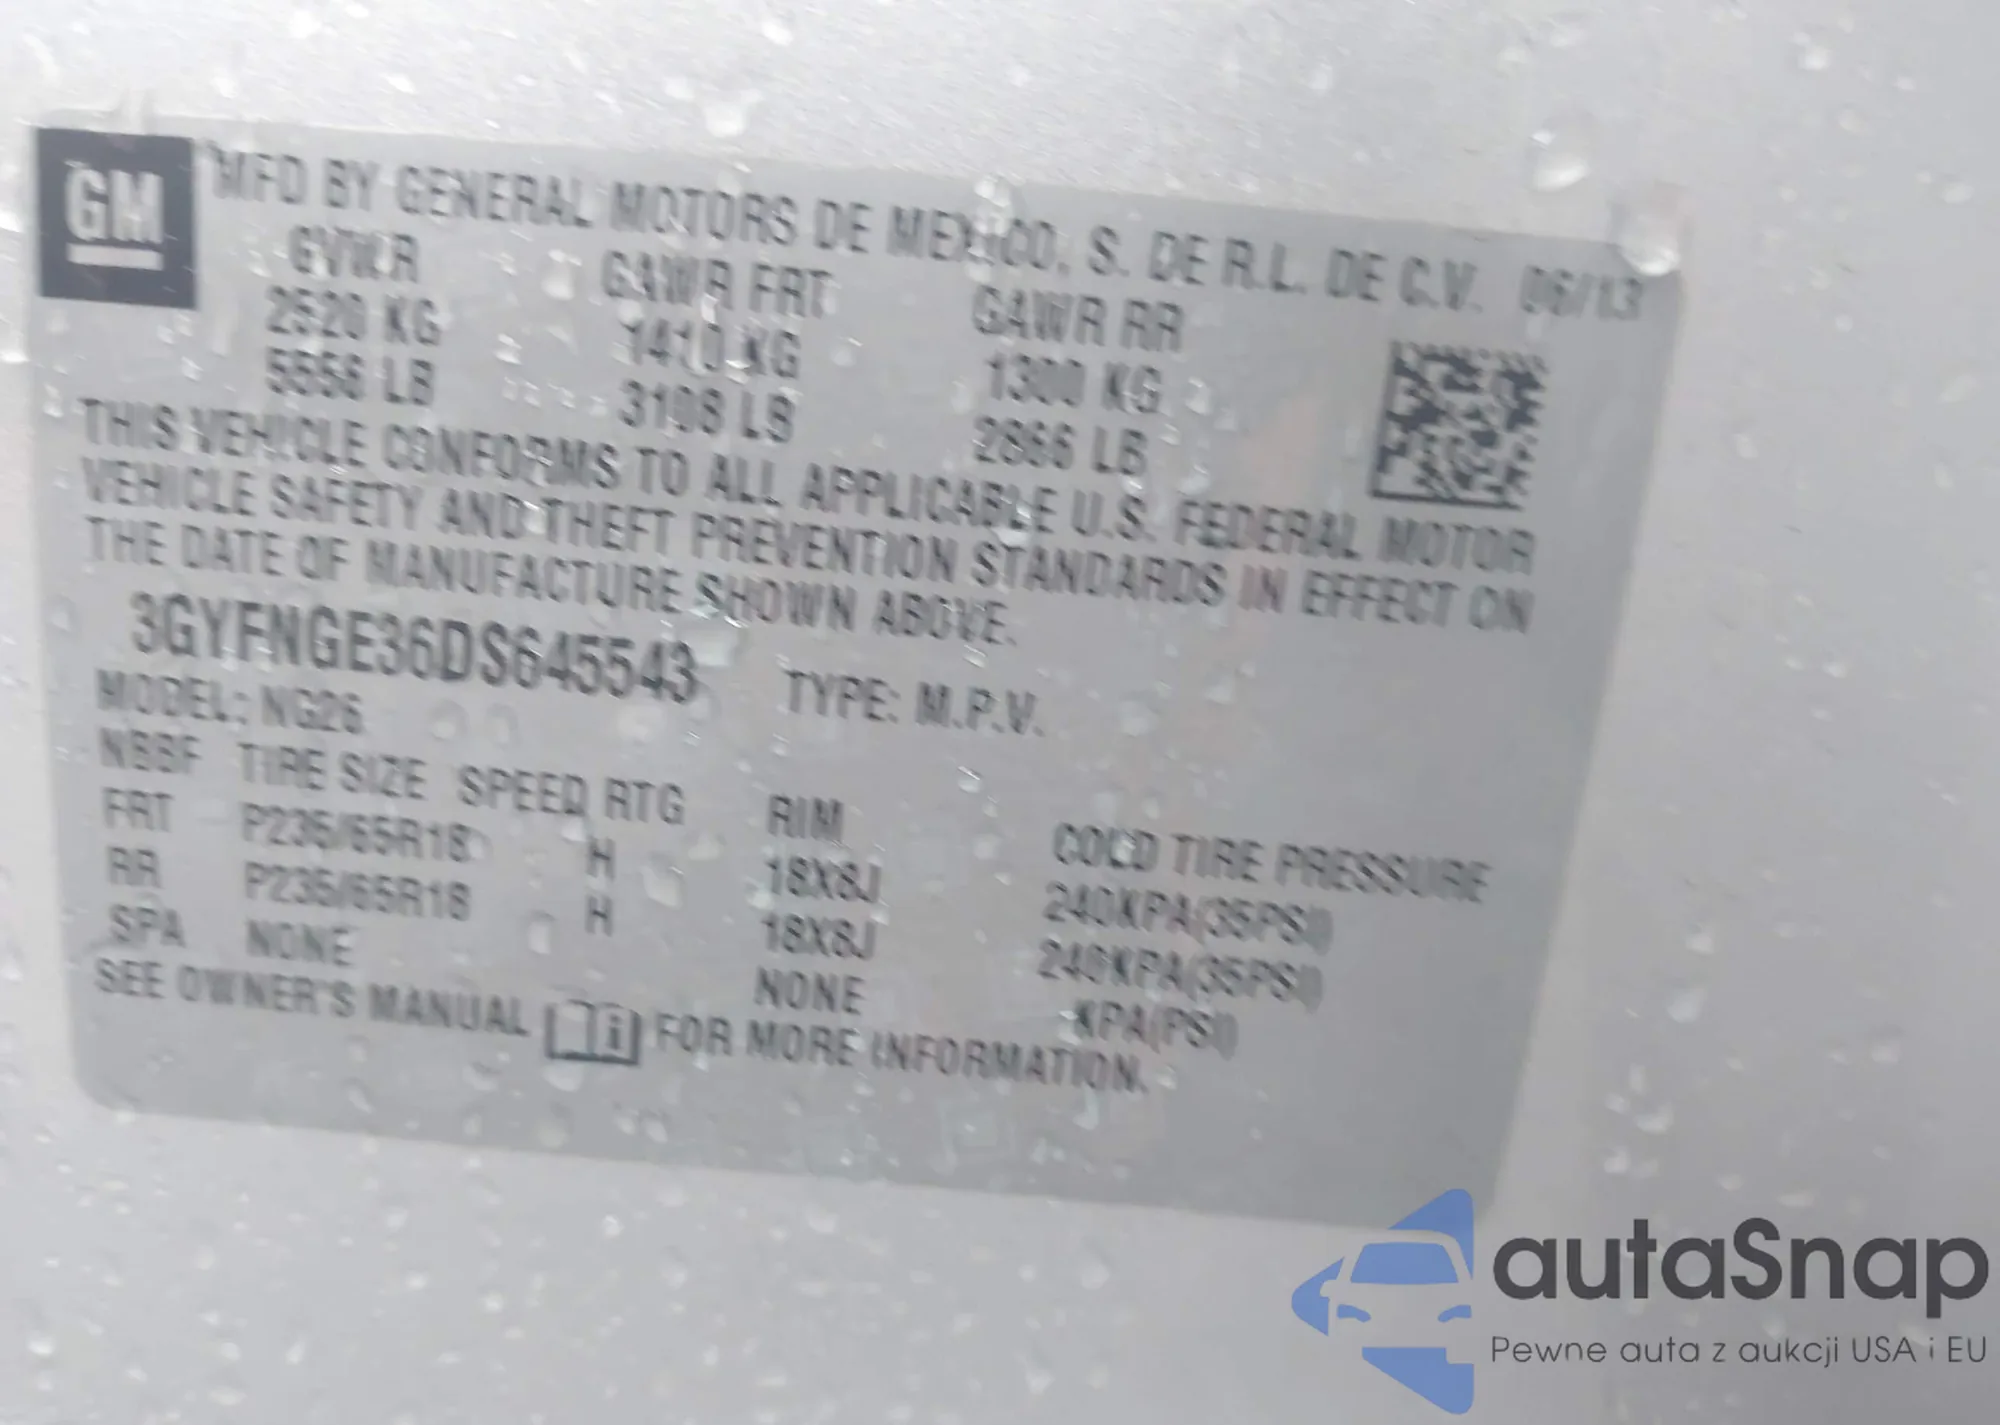 GM
MFD BY GENERAL MOTORS DE MEXICO, S. DE R.L. DE C.V. 06/13
GVWR GAWR FRT GAWR RR
2520 KG 1410 KG 1300 KG
5556 LB 3108 LB 2866 LB
THIS VEHICLE CONFORMS TO ALL APPLICABLE U.S. FEDERAL MOTOR
VEHICLE SAFETY AND THEFT PREVENTION STANDARDS IN EFFECT ON
THE DATE OF MANUFACTURE SHOWN ABOVE.
3GYFNGE36DS645543 TYPE: M.P.V.
MODEL: NG26
NBBF TIRE SIZE SPEED RTG RIM COLD TIRE PRESSURE
FRT P235/65R18 H 18X8J 240KPA(35PSI)
RR P235/65R18 H 18X8J 240KPA(35PSI)
SPA NONE NONE KPA(PSI)
SEE OWNER'S MANUAL FOR MORE INFORMATION.
autaSnap
Pewne auta z aukcji USA i EU